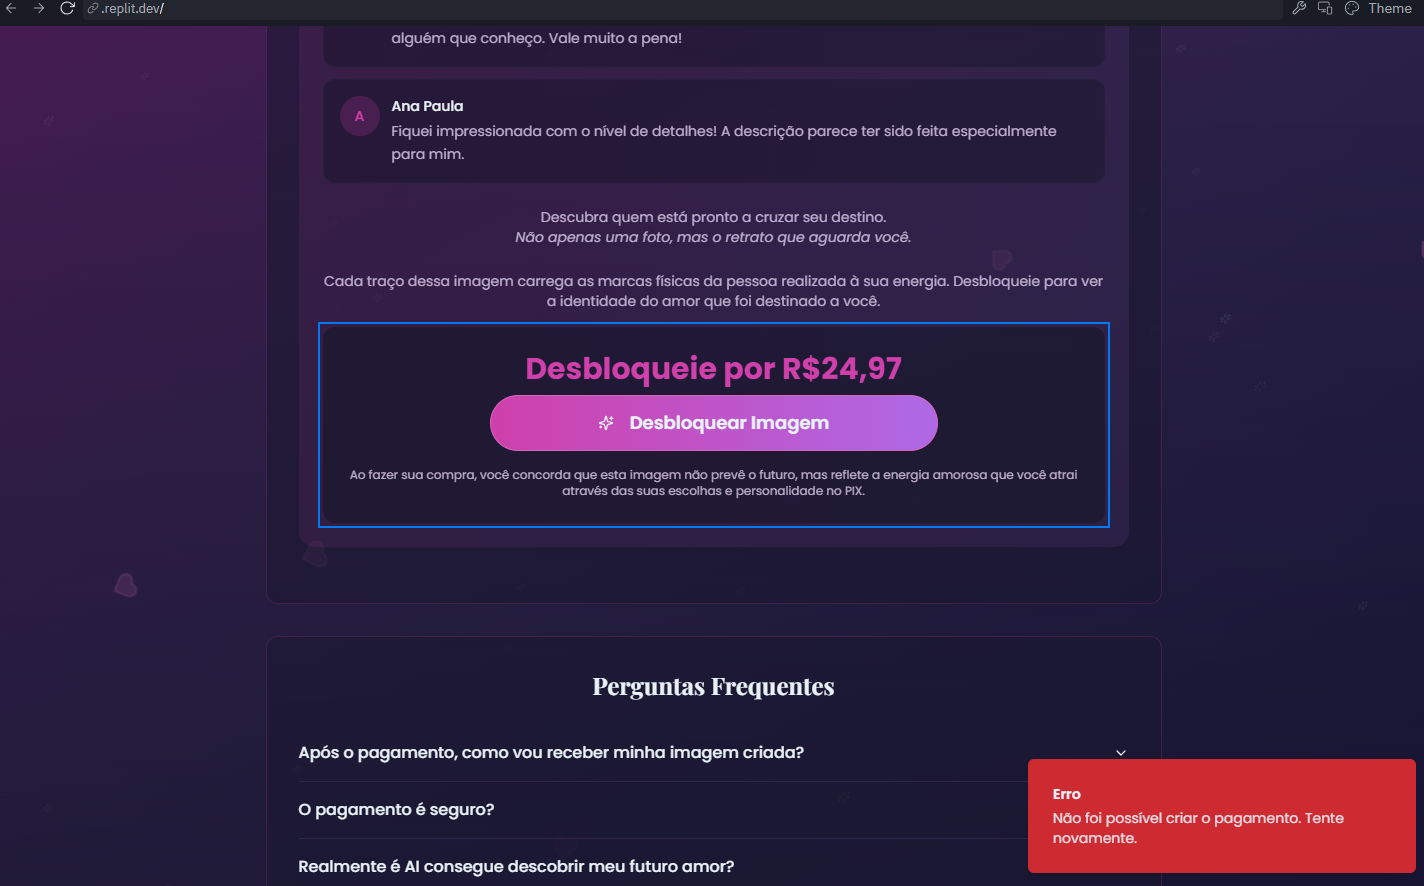 .replit.dev/
Theme
alguém que conheço. Vale muito a pena!
A
Ana Paula
Fiquei impressionada com o nível de detalhes! A descrição parece ter sido feita especialmente
para mim.
Descubra quem está pronto a cruzar seu destino.
Não apenas uma foto, mas o retrato que aguarda você.
Cada traço dessa imagem carrega as marcas físicas da pessoa realizada à sua energia. Desbloqueie para ver
a identidade do amor que foi destinado a você.
Desbloqueie por R$24,97
Desbloquear Imagem
Ao fazer sua compra, você concorda que esta imagem não prevê o futuro, mas reflete a energia amorosa que você atrai
através das suas escolhas e personalidade no PIX.
Perguntas Frequentes
Após o pagamento, como vou receber minha imagem criada?
O pagamento é seguro?
Realmente é AI consegue descobrir meu futuro amor?
Erro
Não foi possível criar o pagamento. Tente
novamente.